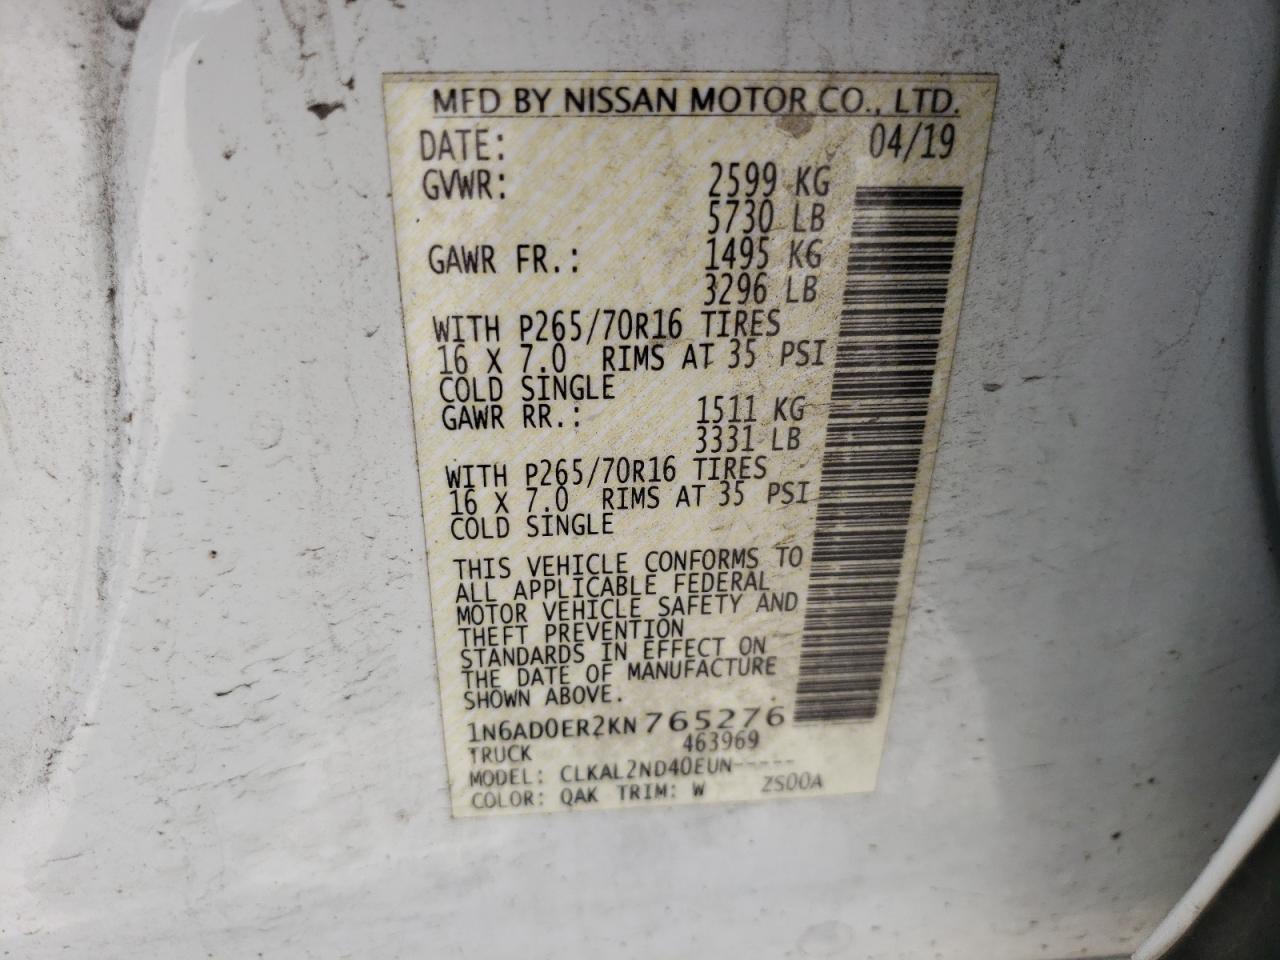 MFD BY NISSAN MOTOR CO., LTD.
DATE: 04/19
GVWR: 2599 KG
5730 LB
GAWR FR.: 1495 KG
3296 LB
WITH P265/70R16 TIRES
16 X 7.0 RIMS AT 35 PSI
COLD SINGLE
GAWR RR.: 1511 KG
3331 LB
WITH P265/70R16 TIRES
16 X 7.0 RIMS AT 35 PSI
COLD SINGLE
THIS VEHICLE CONFORMS TO
ALL APPLICABLE FEDERAL
MOTOR VEHICLE SAFETY AND
THEFT PREVENTION
STANDARDS IN EFFECT ON
THE DATE OF MANUFACTURE
SHOWN ABOVE.
1N6AD0ER2KN765276
TRUCK 463969
MODEL: CLKAL2ND40EUN-----
COLOR: QAK TRIM: W ZS00A